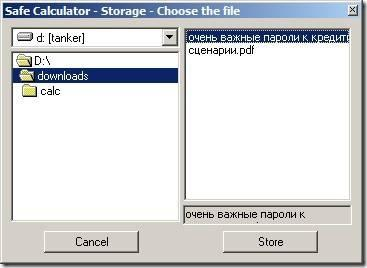 Safe Calculator - Storage - Choose the file
d: [tanker]
D:\
downloads
calc
очень важные пароли к кредит
сценарии.pdf
очень важные пароли к
Cancel
Store